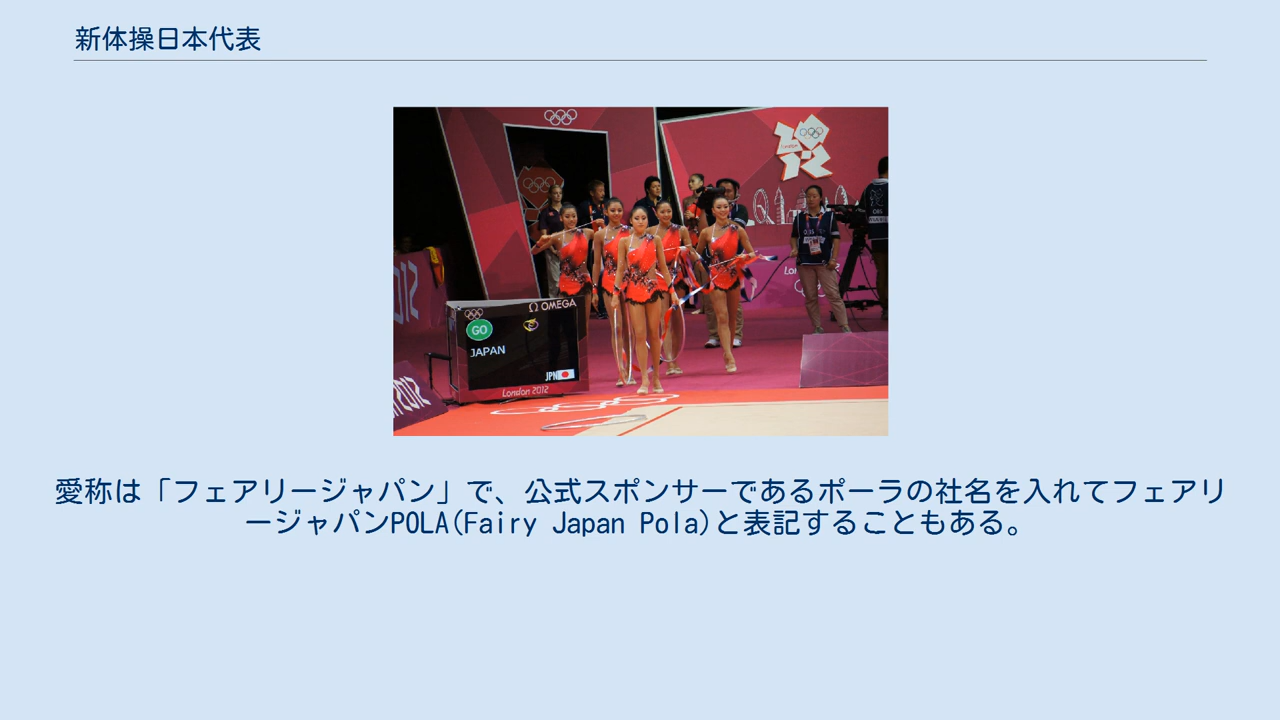 新体操日本代表
London
2012
OMEGA
GO
JAPAN
JPN
London 2012
愛称は「フェアリージャパン」で、公式スポンサーであるポーラの社名を入れてフェアリ
ージャパンPOLA(Fairy Japan Pola)と表記することもある。